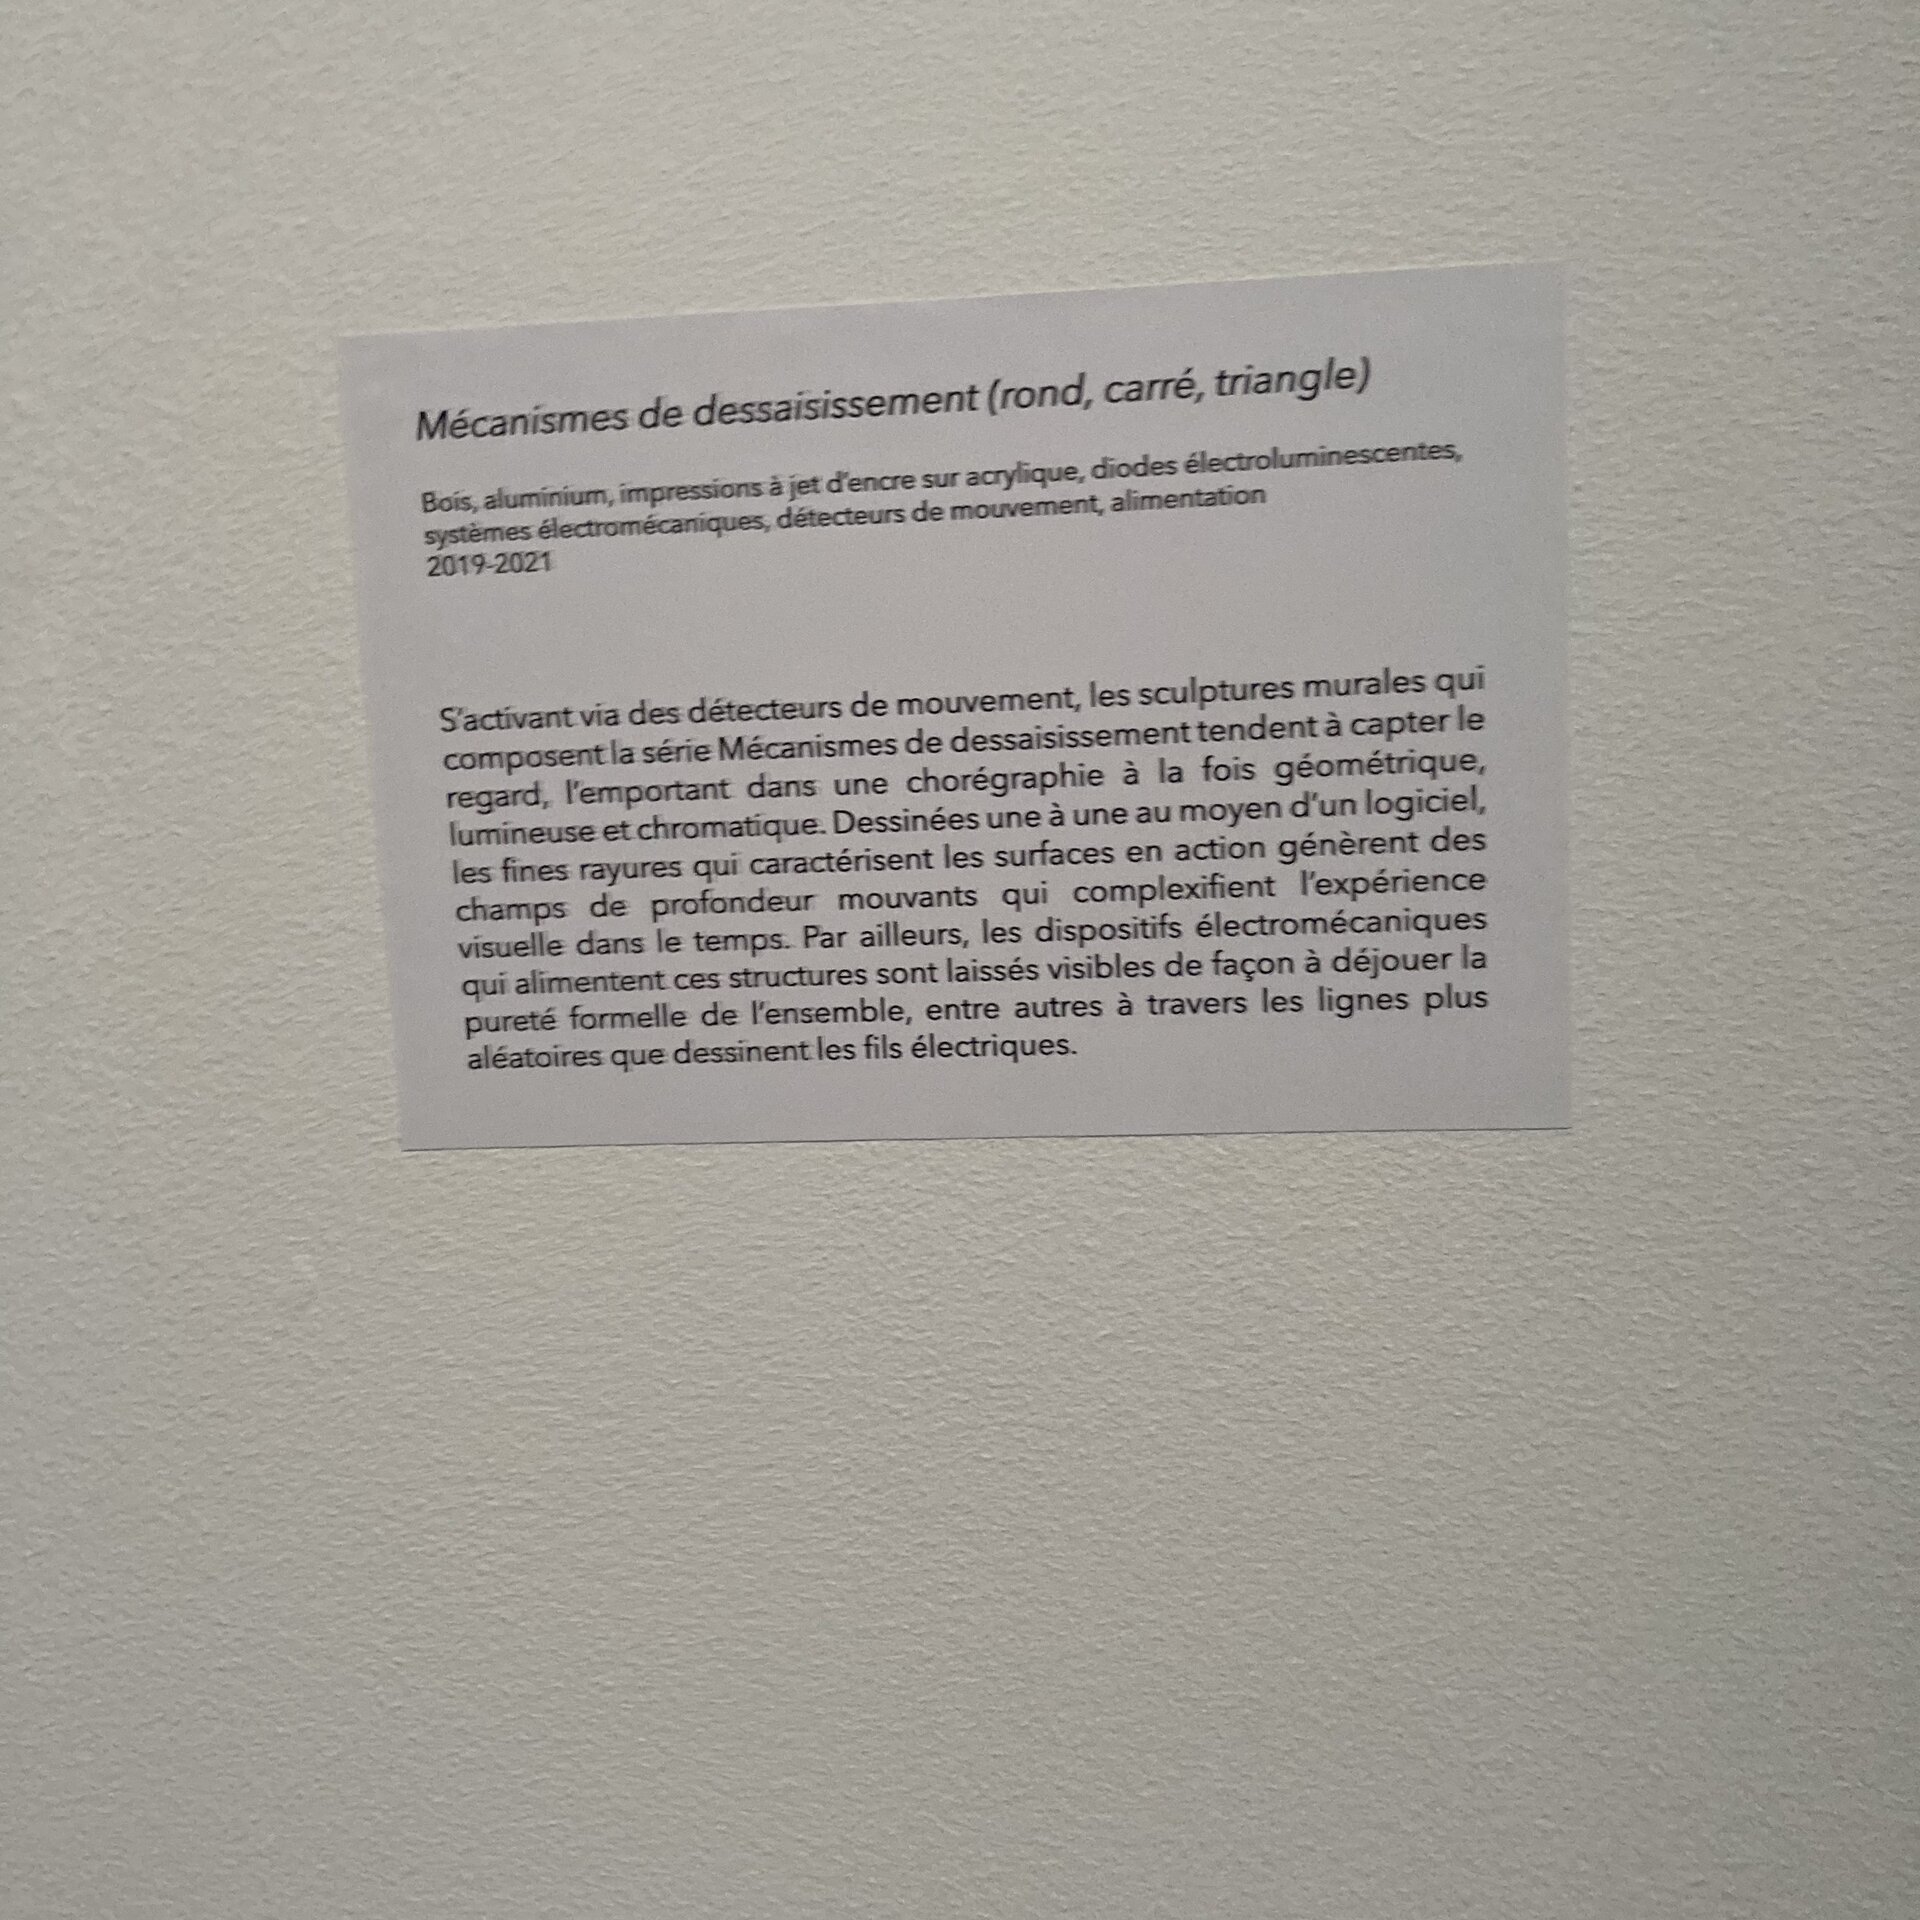 Mécanismes de dessaisissement (rond, carré, triangle)
Bois, aluminium, impressions à jet d'encre sur acrylique, diodes électroluminescentes,
systèmes électromécaniques, détecteurs de mouvement, alimentation
2019-2021
S'activant via des détecteurs de mouvement, les sculptures murales qui
composent la série Mécanismes de dessaisissement tendent à capter le
regard, l'emportant dans une chorégraphie à la fois géométrique,
lumineuse et chromatique. Dessinées une à une au moyen d'un logiciel,
les fines rayures qui caractérisent les surfaces en action génèrent des
champs de profondeur mouvants qui complexifient l'expérience
visuelle dans le temps. Par ailleurs, les dispositifs électromécaniques
qui alimentent ces structures sont laissés visibles de façon à déjouer la
pureté formelle de l'ensemble, entre autres à travers les lignes plus
aléatoires que dessinent les fils électriques.